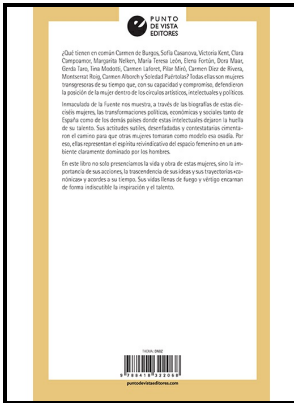 PUNTO
DE VISTA
EDITORES
¿Qué tienen en común Carmen de Burgos, Sofía Casanova, Victoria Kent, Clara
Campoamor, Margarita Nelken, María Teresa León, Elena Fortún, Dora Maar,
Gerda Taro, Tina Modotti, Carmen Laforet, Pilar Miró, Carmen Díez de Rivera,
Montserrat Roig, Carmen Alborch y Soledad Puértolas? Todas ellas son mujeres
transgresoras de su tiempo que, con su capacidad y compromiso, defendieron
la posición de la mujer dentro de los círculos artísticos, intelectuales y políticos.
Inmaculada de la Fuente nos muestra, a través de las biografías de estas die-
ciséis mujeres, las transformaciones políticas, económicas y sociales tanto de
España como de los demás países donde estas intelectuales dejaron la huella
de su talento. Sus actitudes sutiles, desenfadadas y contestatarias cimenta-
ron el camino para que otras mujeres tomaran como modelo esa osadía. Por
eso, ellas representan el espíritu reivindicativo del espacio femenino en un am-
biente claramente dominado por los hombres.
En este libro no solo presenciamos la vida y obra de estas mujeres, sino la im-
portancia de sus acciones, la trascendencia de sus ideas y sus trayectorias «ca-
nónicas» y acordes a su tiempo. Sus vidas llenas de fuego y vértigo encarnan
de forma indiscutible la inspiración y el talento.
puntodevistaeditores.com